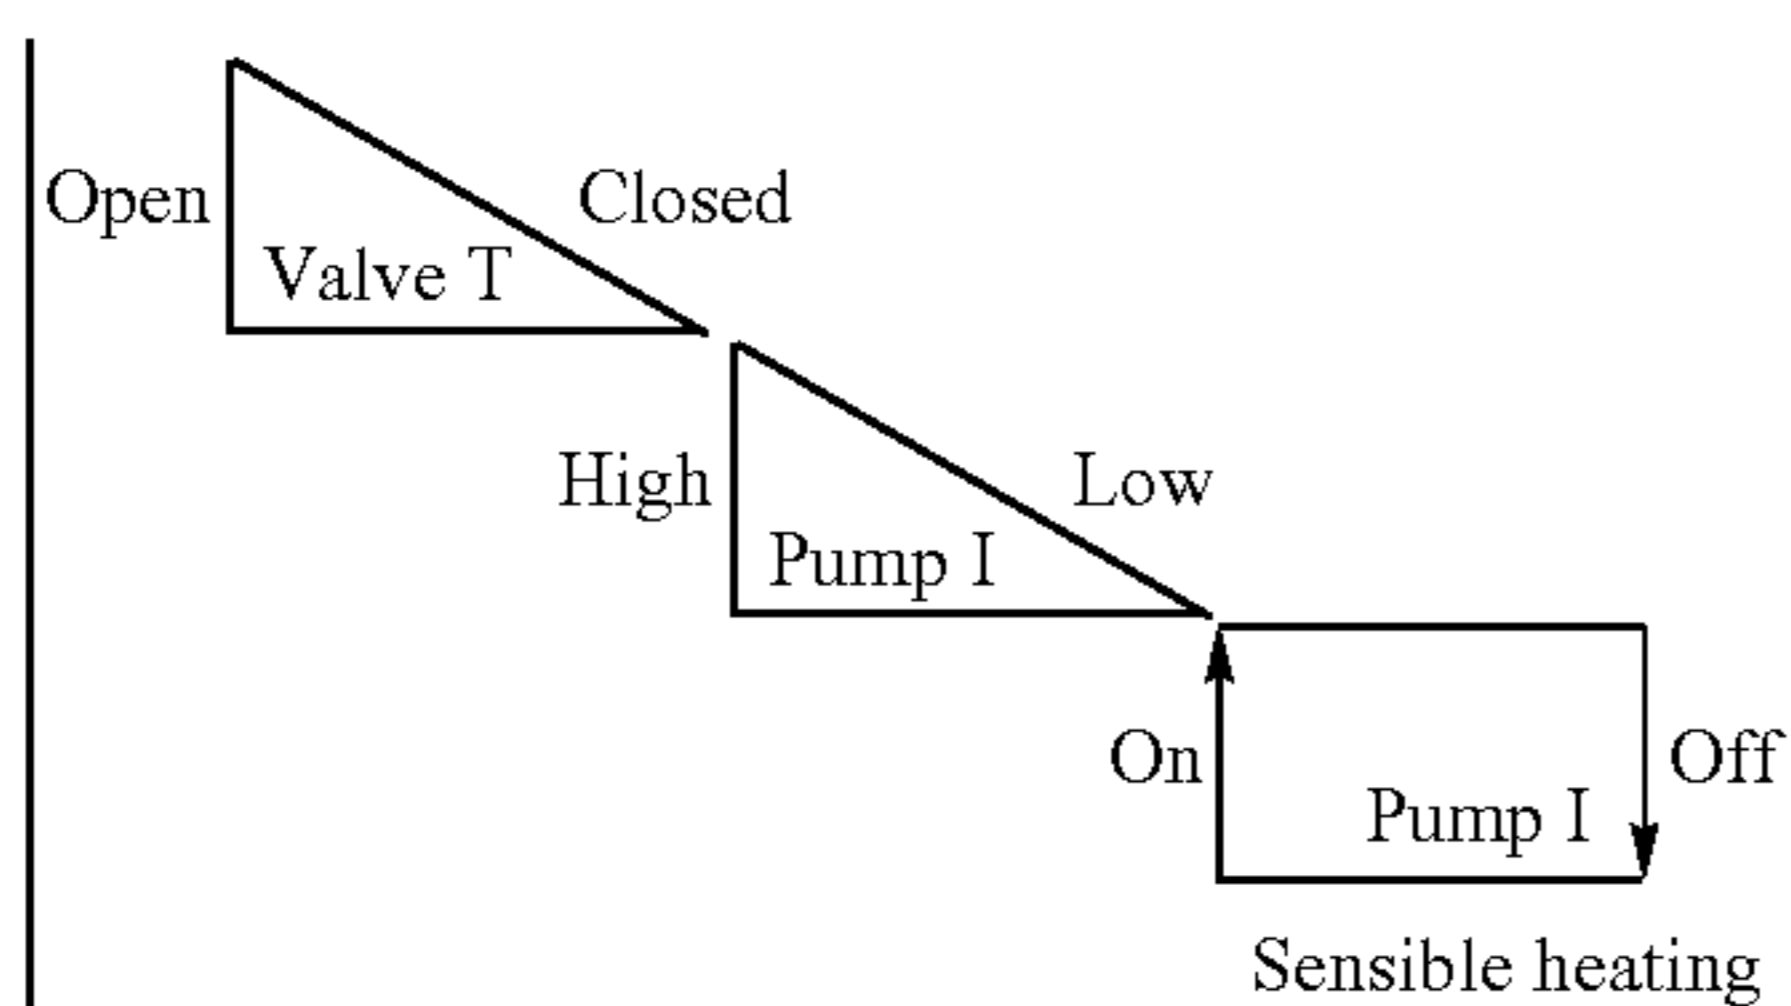 Open
Closed
Valve T
High
Low
Pump I
On
Off
Pump I
Sensible heating